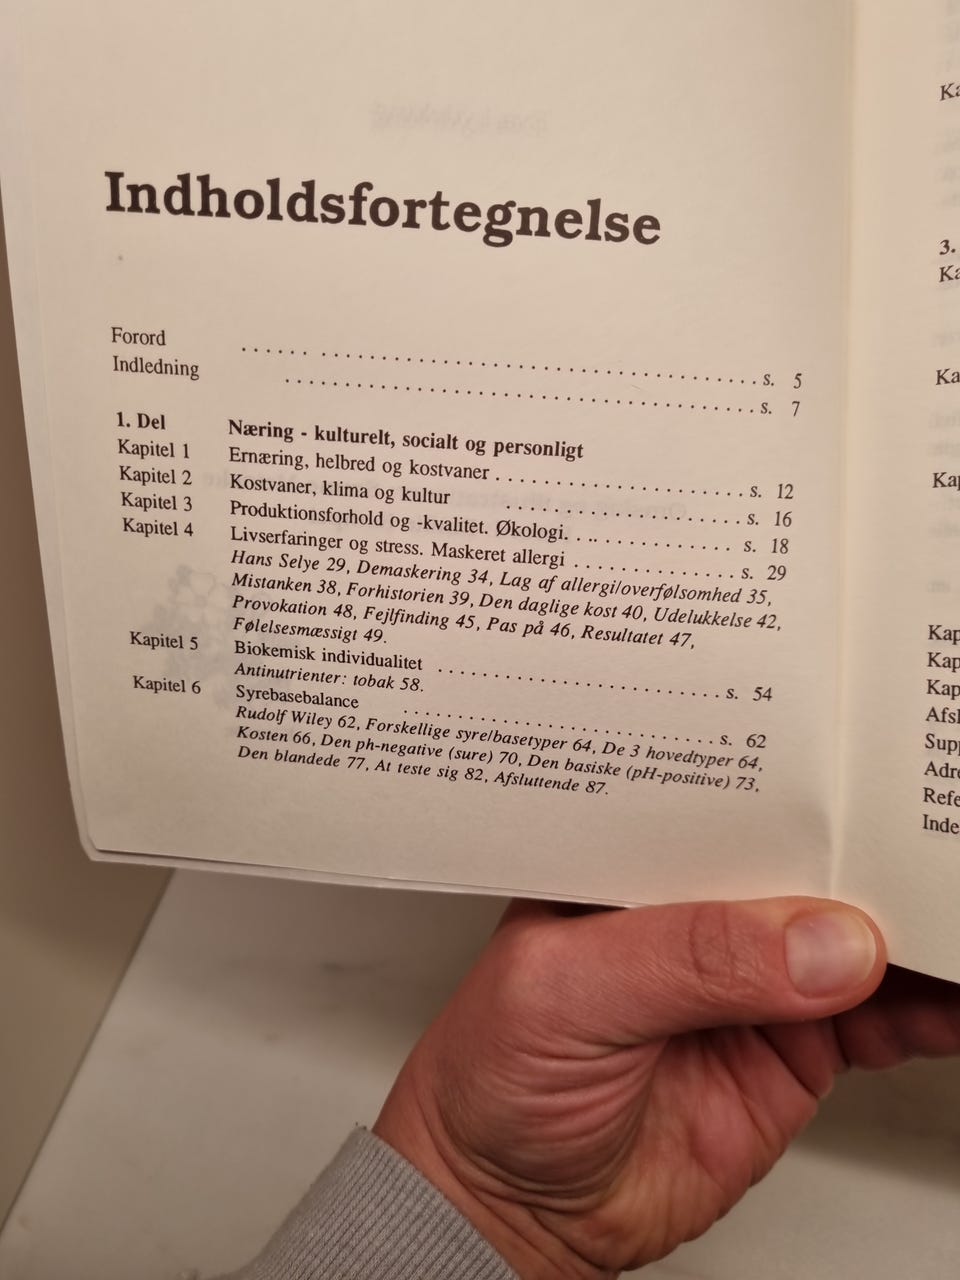 Indholdsfortegnelse
Forord . . . . . . . . . . . . . . . . . . . . . . . . . . . . . . . . . . . . . . . . s. 5
Indledning . . . . . . . . . . . . . . . . . . . . . . . . . . . . . . . . . . . . s. 7
1. Del Næring - kulturelt, socialt og personligt
Kapitel 1 Ernæring, helbred og kostvaner . . . . . . . . . . . . . . . . . . . . . s. 12
Kapitel 2 Kostvaner, klima og kultur . . . . . . . . . . . . . . . . . . . . s. 16
Kapitel 3 Produktionsforhold og -kvalitet. Økologi. . . . . . . . . . . . . . . s. 18
Kapitel 4 Livserfaringer og stress. Maskeret allergi . . . . . . . . . . . . . . s. 29
Hans Selye 29, Demaskering 34, Lag af allergi/overfølsomhed 35,
Mistanken 38, Forhistorien 39, Den daglige kost 40, Udelukkelse 42,
Provokation 48, Fejlfinding 45, Pas på 46, Resultatet 47,
Følelsesmæssigt 49.
Kapitel 5 Biokemisk individualitet . . . . . . . . . . . . . . . . . . . . . . . . s. 54
Antinutrienter: tobak 58.
Kapitel 6 Syrebasebalance . . . . . . . . . . . . . . . . . . . . . . . . . . . s. 62
Rudolf Wiley 62, Forskellige syre/basetyper 64, De 3 hovedtyper 64,
Kosten 66, Den ph-negative (sure) 70, Den basiske (pH-positive) 73,
Den blandede 77, At teste sig 82, Afsluttende 87.
3.